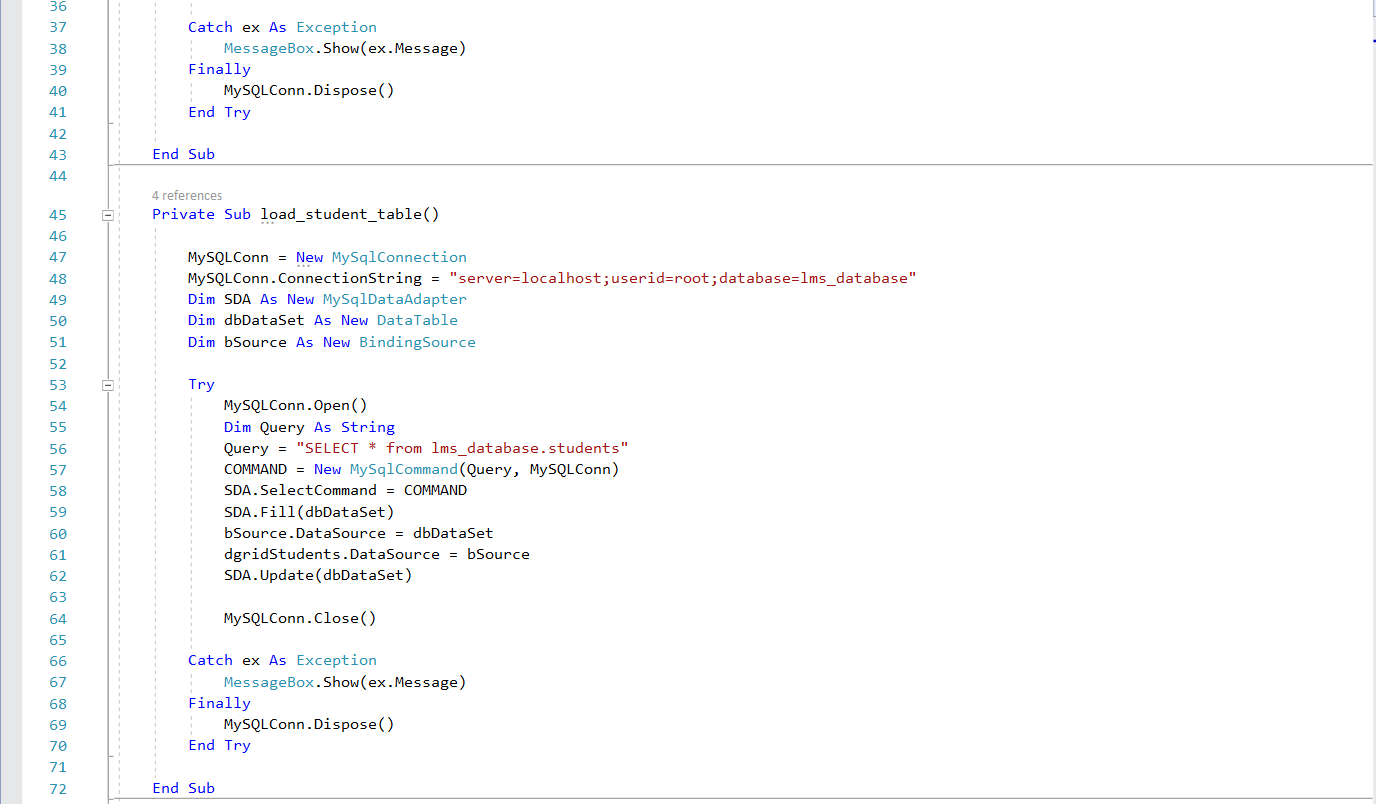 36
37 Catch ex As Exception
38 MessageBox.Show(ex.Message)
39 Finally
40 MySQLConn.Dispose()
41 End Try
42
43 End Sub
44
4 references
45 Private Sub load_student_table()
46
47 MySQLConn = New MySqlConnection
48 MySQLConn.ConnectionString = "server=localhost;userid=root;database=lms_database"
49 Dim SDA As New MySqlDataAdapter
50 Dim dbDataSet As New DataTable
51 Dim bSource As New BindingSource
52
53 Try
54 MySQLConn.Open()
55 Dim Query As String
56 Query = "SELECT * from lms_database.students"
57 COMMAND = New MySqlCommand(Query, MySQLConn)
58 SDA.SelectCommand = COMMAND
59 SDA.Fill(dbDataSet)
60 bSource.DataSource = dbDataSet
61 dgridStudents.DataSource = bSource
62 SDA.Update(dbDataSet)
63
64 MySQLConn.Close()
65
66 Catch ex As Exception
67 MessageBox.Show(ex.Message)
68 Finally
69 MySQLConn.Dispose()
70 End Try
71
72 End Sub